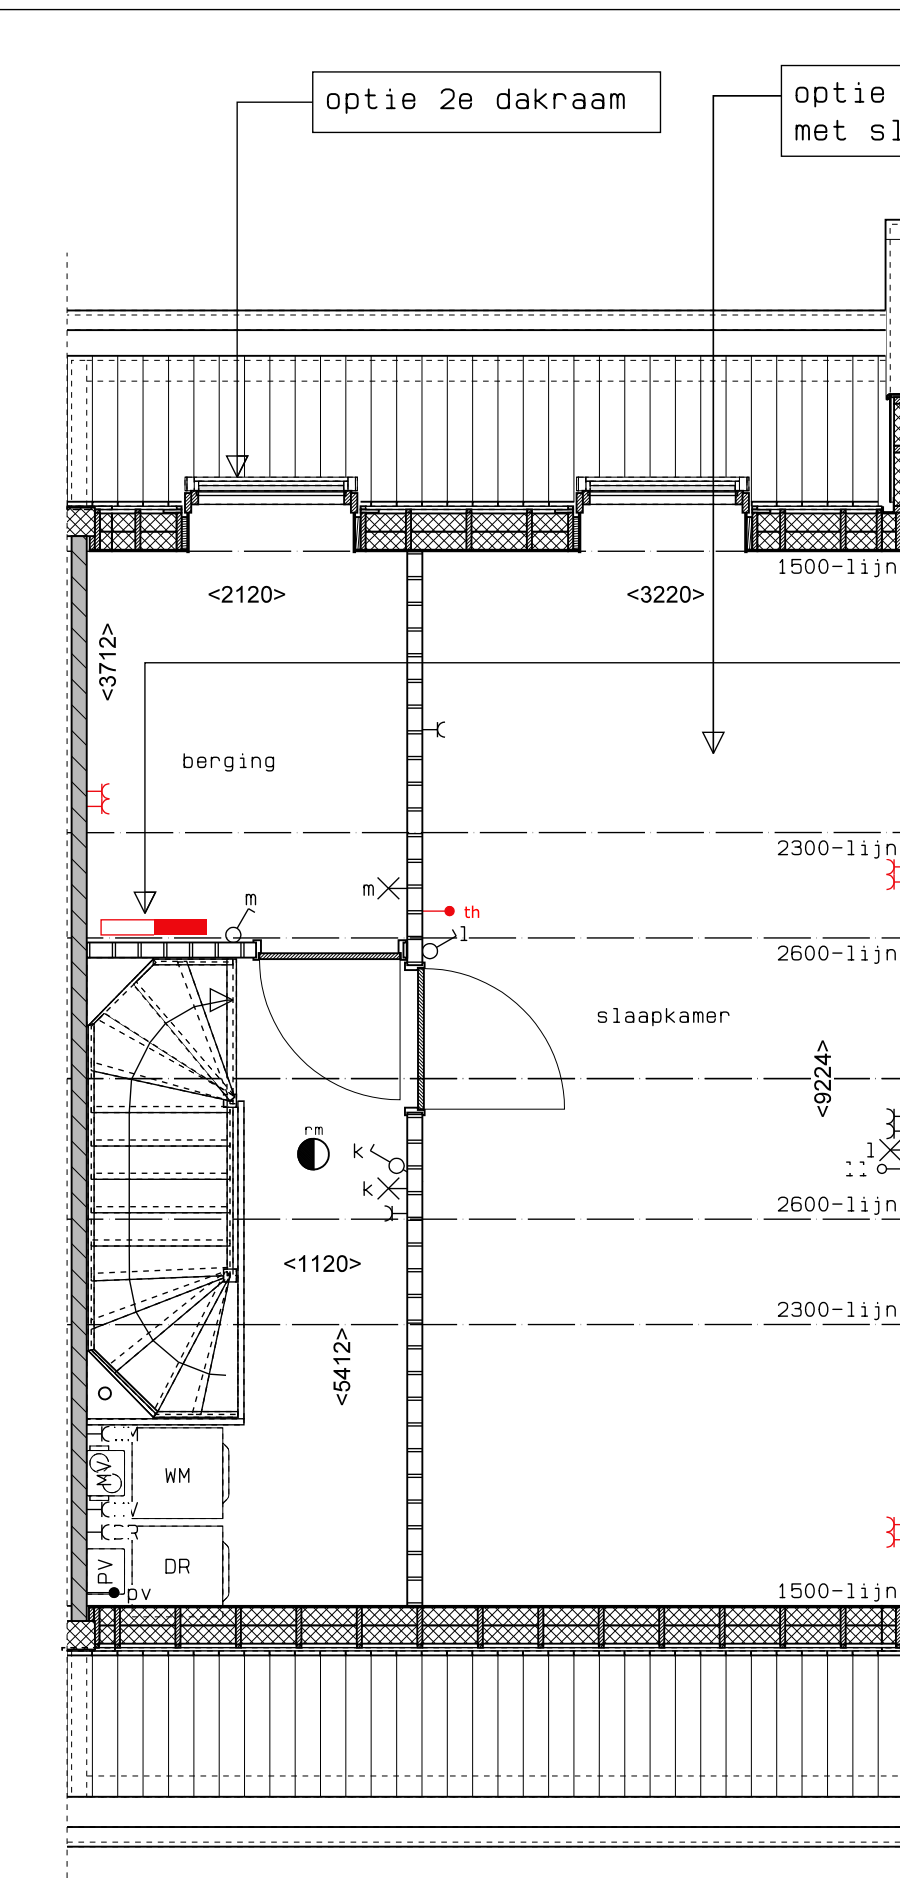 optie 2e dakraam
optie
met sl
1500-lijn
<2120>
<3220>
<3712>
berging
2300-lijn
m
m
th
l
2600-lijn
slaapkamer
<9224>
rm
k
k
l
2600-lijn
<1120>
2300-lijn
<5412>
MV
WM
PV
DR
pv
1500-lijn